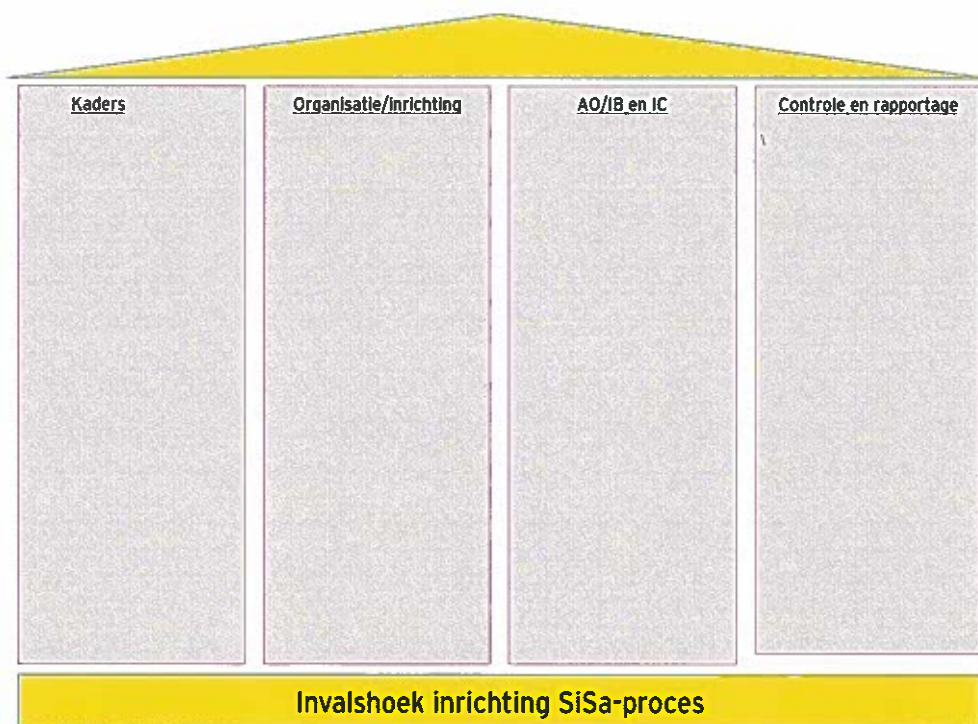 Kaders
Organisatie/inrichting
AO/IB en IC
Controle en rapportage
Invalshoek inrichting SiSa-proces